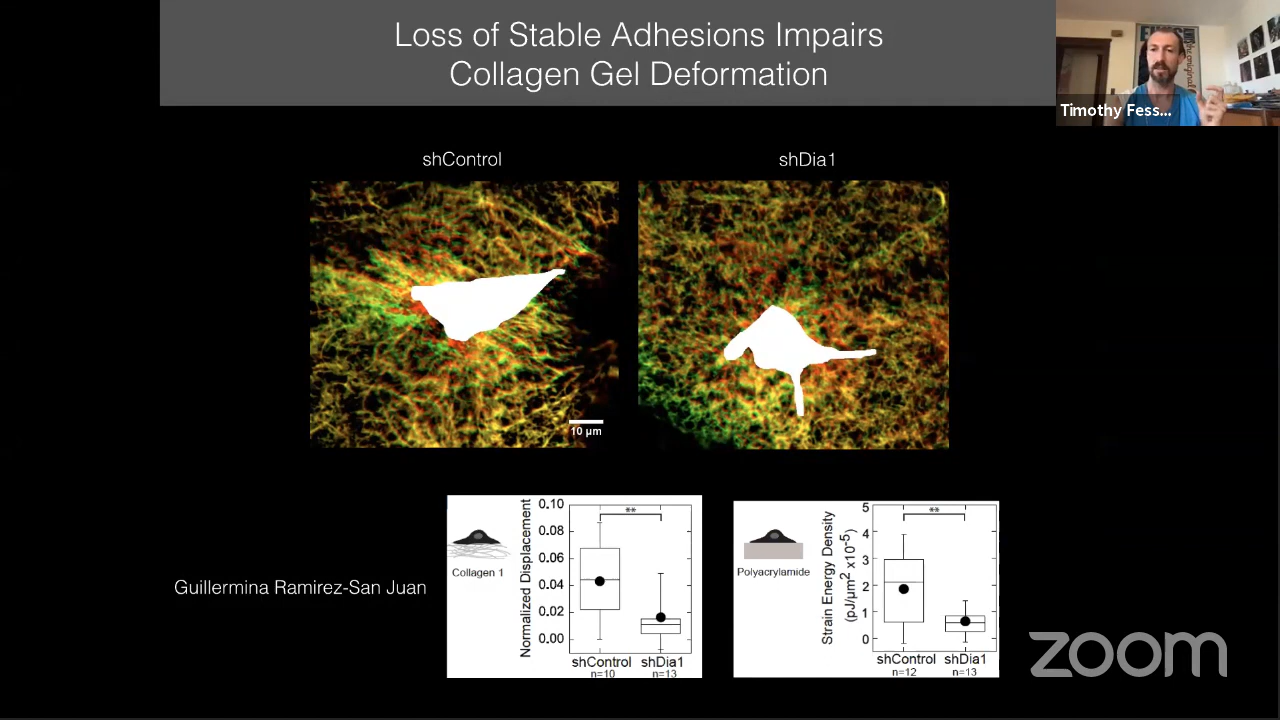 Loss of Stable Adhesions Impairs
Collagen Gel Deformation
Timothy Fess...
shControl
shDia1
10 µm
Guillermina Ramirez-San Juan
Collagen 1
Normalized Displacement
0.10
0.08
0.06
0.04
0.02
0.00
**
shControl
n=10
shDia1
n=13
Polyacrylamide
Strain Energy Density
(pJ/µm² x10⁻⁵)
5
4
3
2
1
0
**
shControl
n=12
shDia1
n=13
zoom